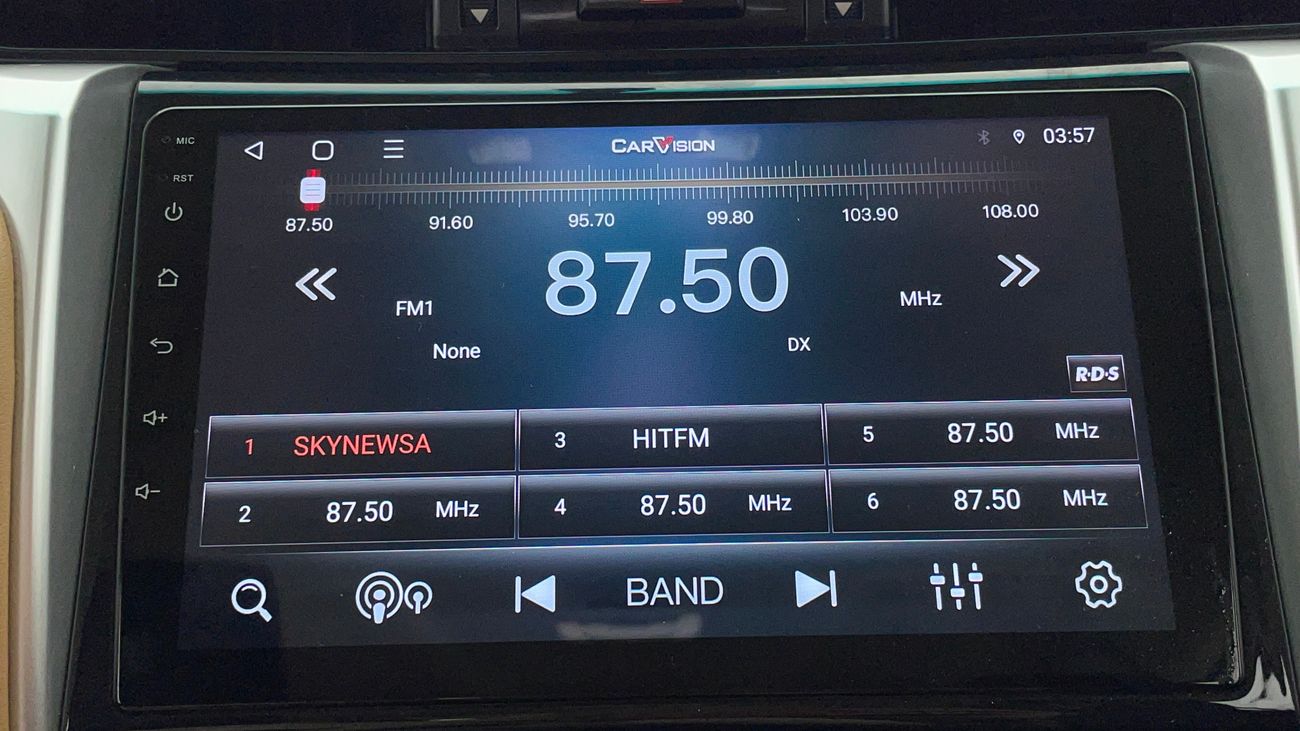 MIC
RST
CARVISION
03:57
87.50 91.60 95.70 99.80 103.90 108.00
87.50
FM1
MHz
None
DX
R·D·S
1 SKYNEWSA
3 HITFM
5 87.50 MHz
2 87.50 MHz
4 87.50 MHz
6 87.50 MHz
BAND